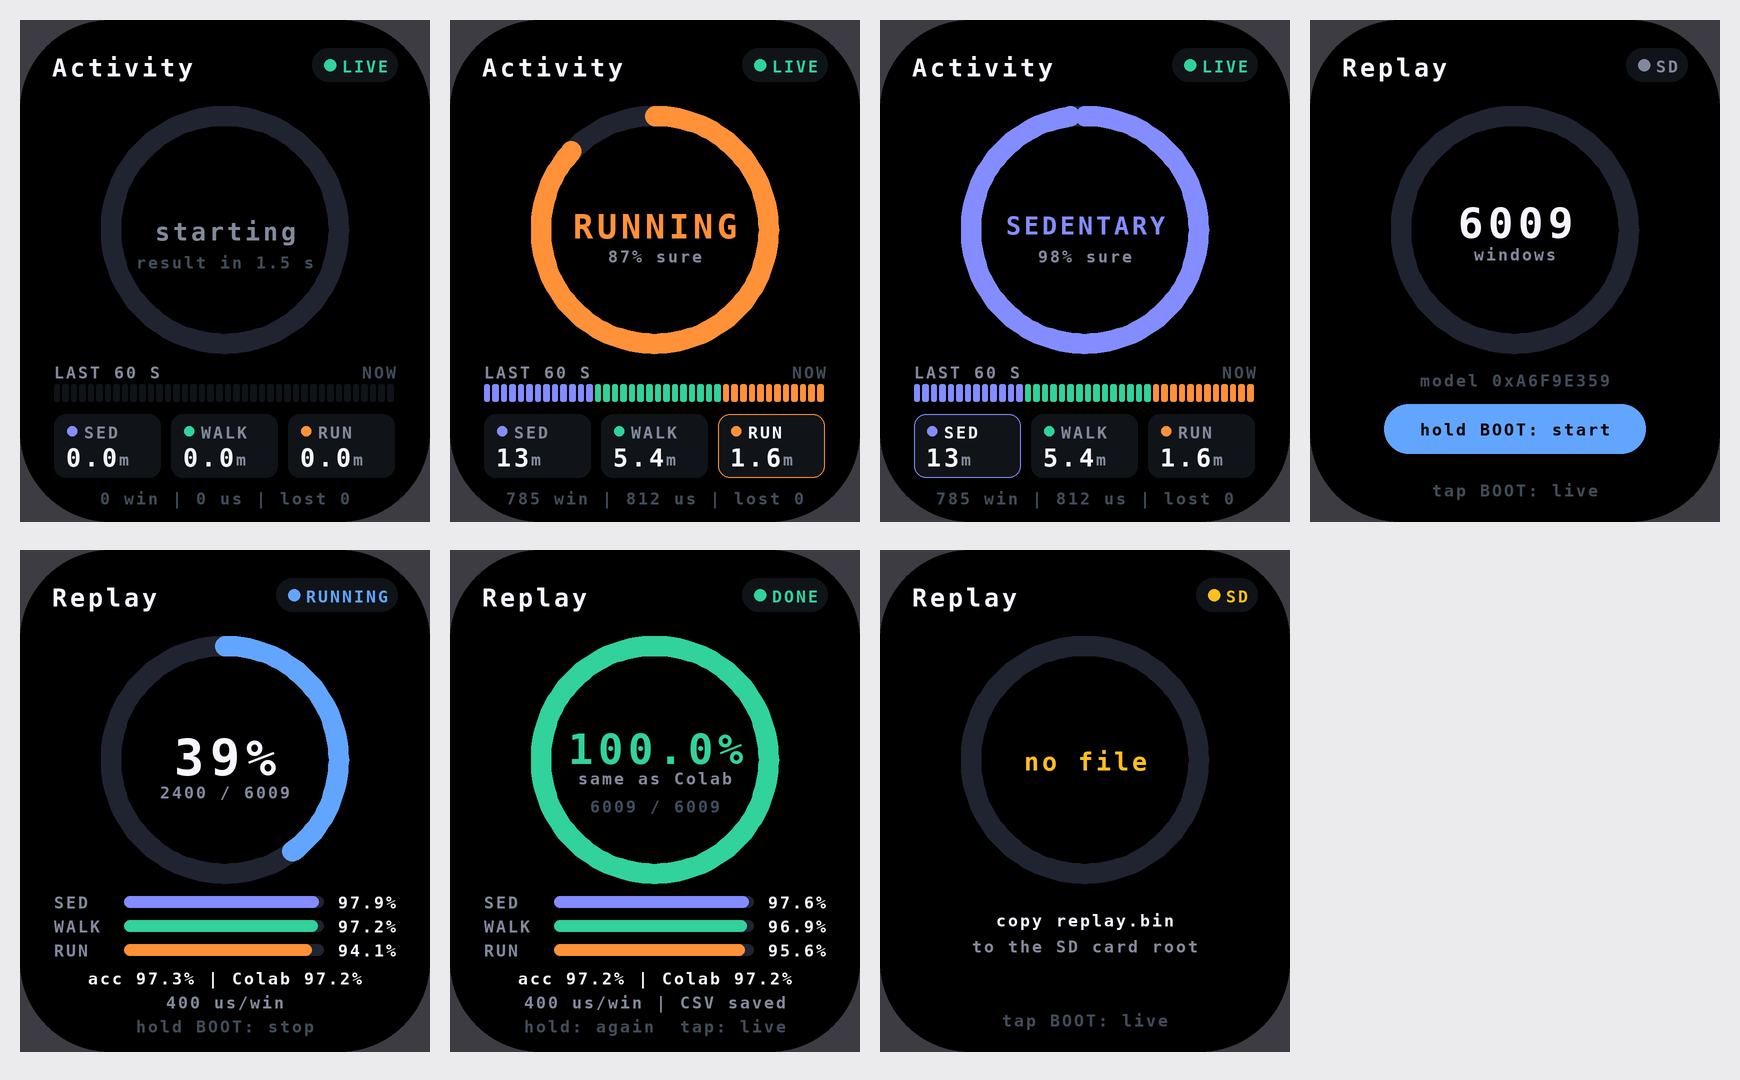 Activity
LIVE
starting
result in 1.5 s
LAST 60 S NOW
SED WALK RUN
0.0m 0.0m 0.0m
0 win | 0 us | lost 0
Activity
LIVE
RUNNING
87% sure
LAST 60 S NOW
SED WALK RUN
13m 5.4m 1.6m
785 win | 812 us | lost 0
Activity
LIVE
SEDENTARY
98% sure
LAST 60 S NOW
SED WALK RUN
13m 5.4m 1.6m
785 win | 812 us | lost 0
Replay
SD
6009
windows
model 0xA6F9E359
hold BOOT: start
tap BOOT: live
Replay
RUNNING
39%
2400 / 6009
SED 97.9%
WALK 97.2%
RUN 94.1%
acc 97.3% | Colab 97.2%
400 us/win
hold BOOT: stop
Replay
DONE
100.0%
same as Colab
6009 / 6009
SED 97.6%
WALK 96.9%
RUN 95.6%
acc 97.2% | Colab 97.2%
400 us/win | CSV saved
hold: again tap: live
Replay
SD
no file
copy replay.bin
to the SD card root
tap BOOT: live